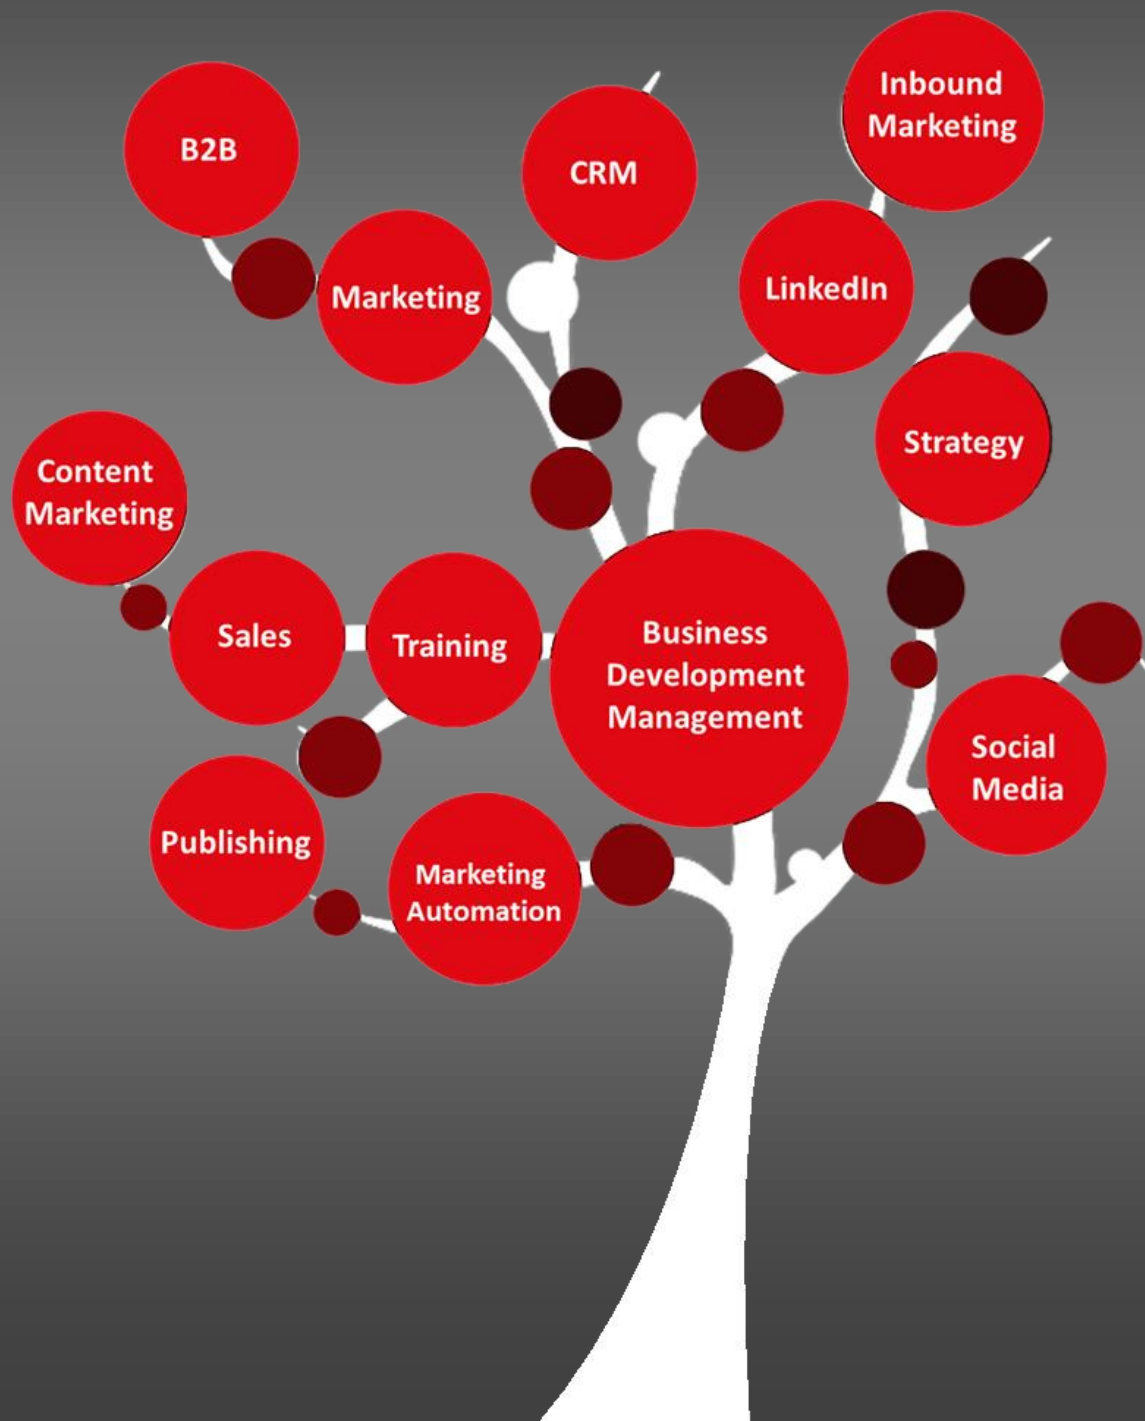 Inbound
Marketing
B2B
CRM
LinkedIn
Marketing
Strategy
Content
Marketing
Sales
Training
Business
Development
Management
Social
Media
Publishing
Marketing
Automation